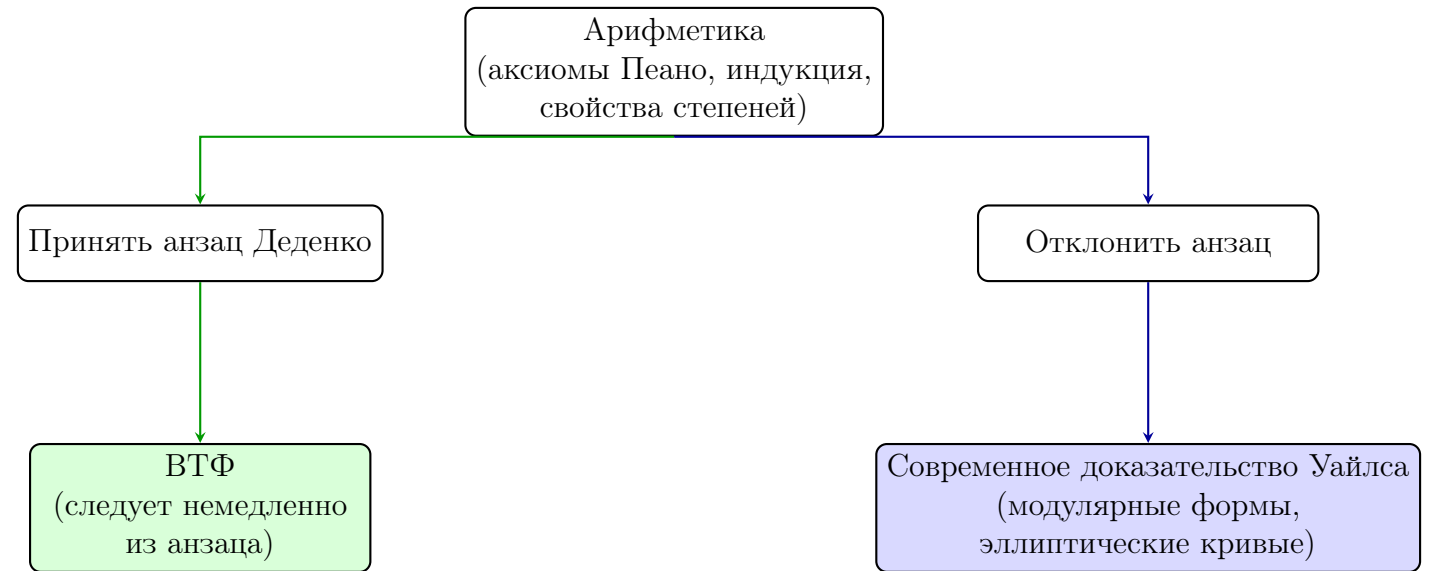 Арифметика
(аксиомы Пеано, индукция,
свойства степеней)
Принять анзац Деденко
Отклонить анзац
ВТФ
(следует немедленно
из анзаца)
Современное доказательство Уайлса
(модулярные формы,
эллиптические кривые)